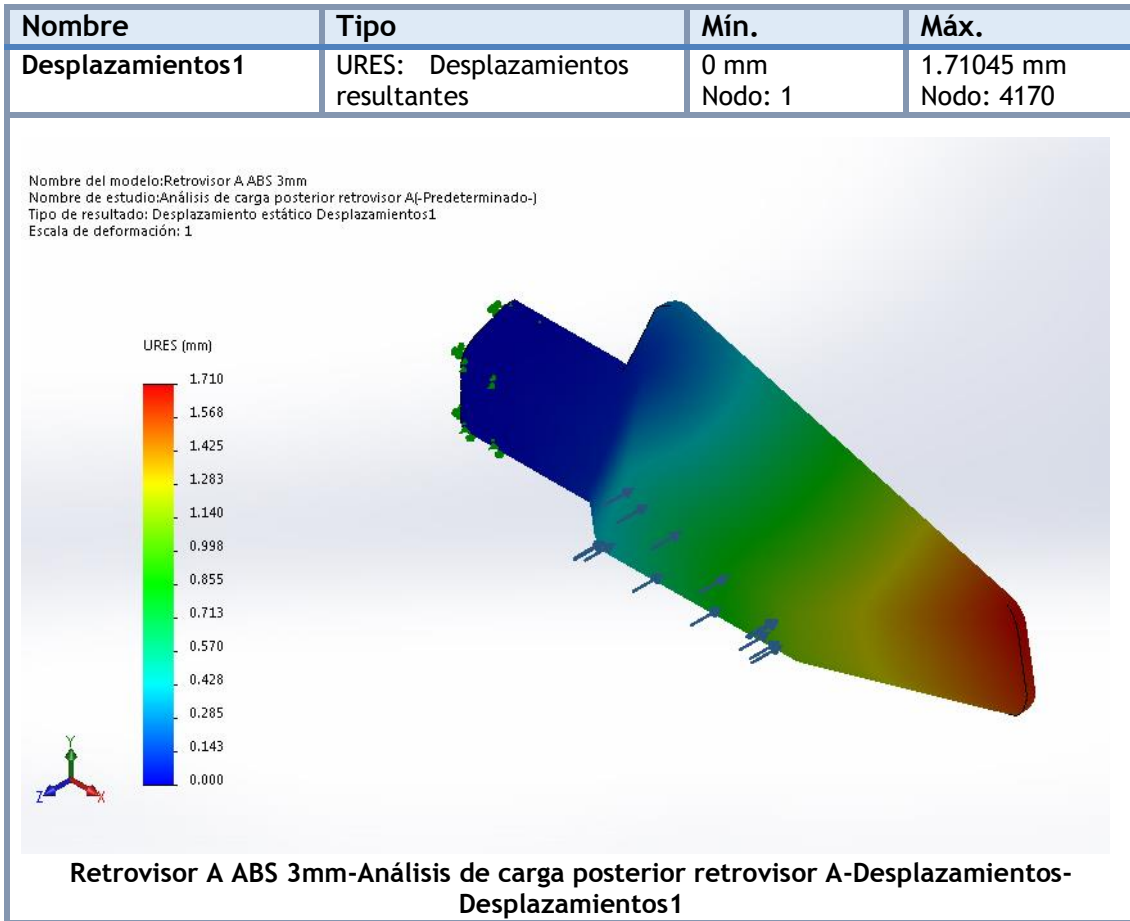 Nombre Tipo Mín. Máx.
Desplazamientos1 URES: Desplazamientos 0 mm 1.71045 mm
resultantes Nodo: 1 Nodo: 4170
Nombre del modelo:Retrovisor A ABS 3mm
Nombre de estudio:Análisis de carga posterior retrovisor A(-Predeterminado-)
Tipo de resultado: Desplazamiento estático Desplazamientos1
Escala de deformación: 1
URES (mm)
1.710
1.568
1.425
1.283
1.140
0.998
0.855
0.713
0.570
0.428
0.285
0.143
0.000
Y
Z X
Retrovisor A ABS 3mm-Análisis de carga posterior retrovisor A-Desplazamientos-
Desplazamientos1